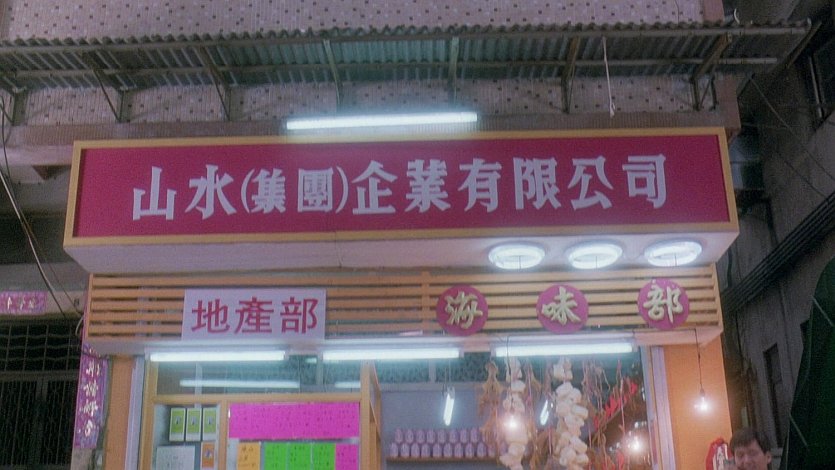 山水(集團)企業有限公司
地產部
海味部